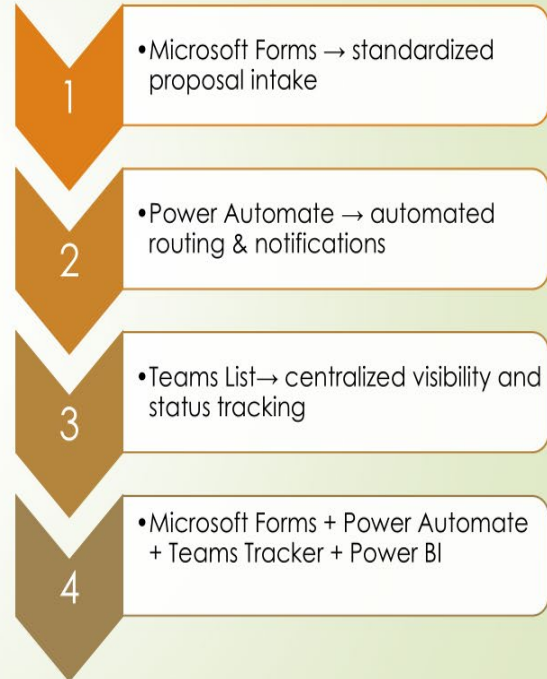 1
•Microsoft Forms → standardized
proposal intake
2
•Power Automate → automated
routing & notifications
3
•Teams List→ centralized visibility and
status tracking
4
•Microsoft Forms + Power Automate
+ Teams Tracker + Power BI